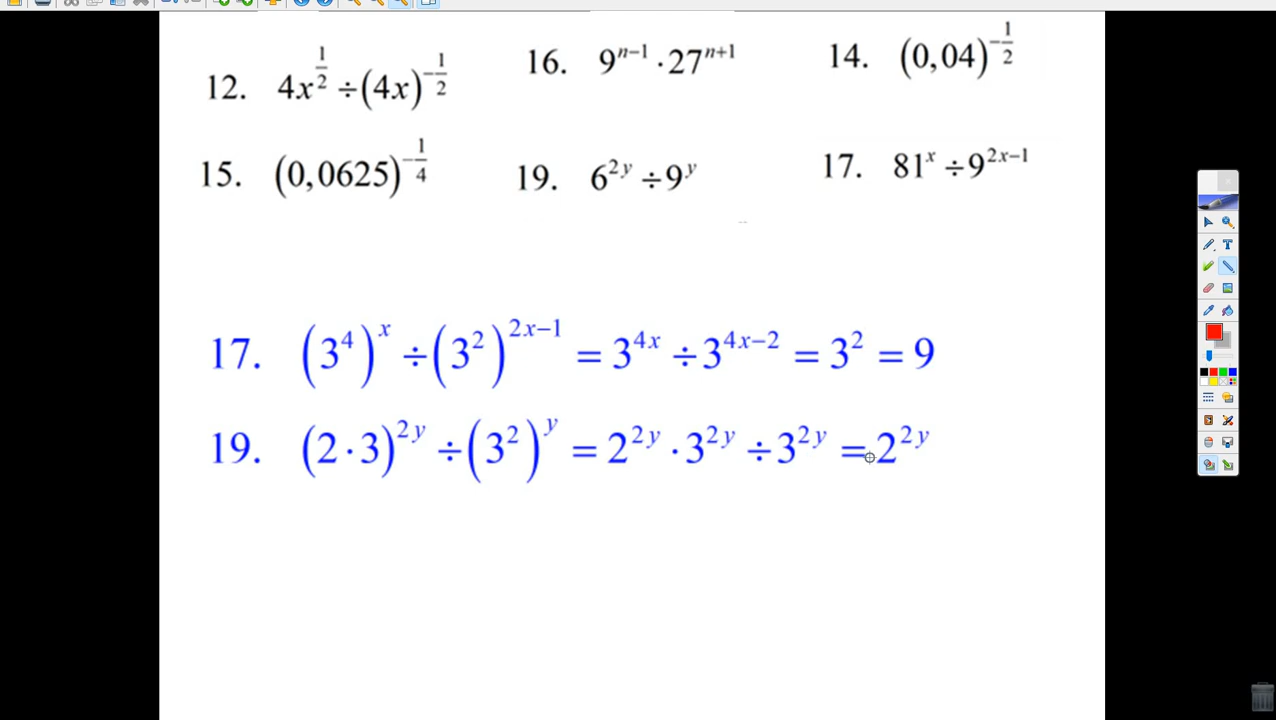 12. 4x^{1/2} ÷ (4x)^{-1/2}
16. 9^{n−1} · 27^{n+1}
14. (0,04)^{-1/2}
15. (0,0625)^{-1/4}
19. 6^{2y} ÷ 9^{y}
17. 81^{x} ÷ 9^{2x−1}
17. (3^{4})^{x} ÷ (3^{2})^{2x−1} = 3^{4x} ÷ 3^{4x−2} = 3^{2} = 9
19. (2·3)^{2y} ÷ (3^{2})^{y} = 2^{2y} · 3^{2y} ÷ 3^{2y} = 2^{2y}